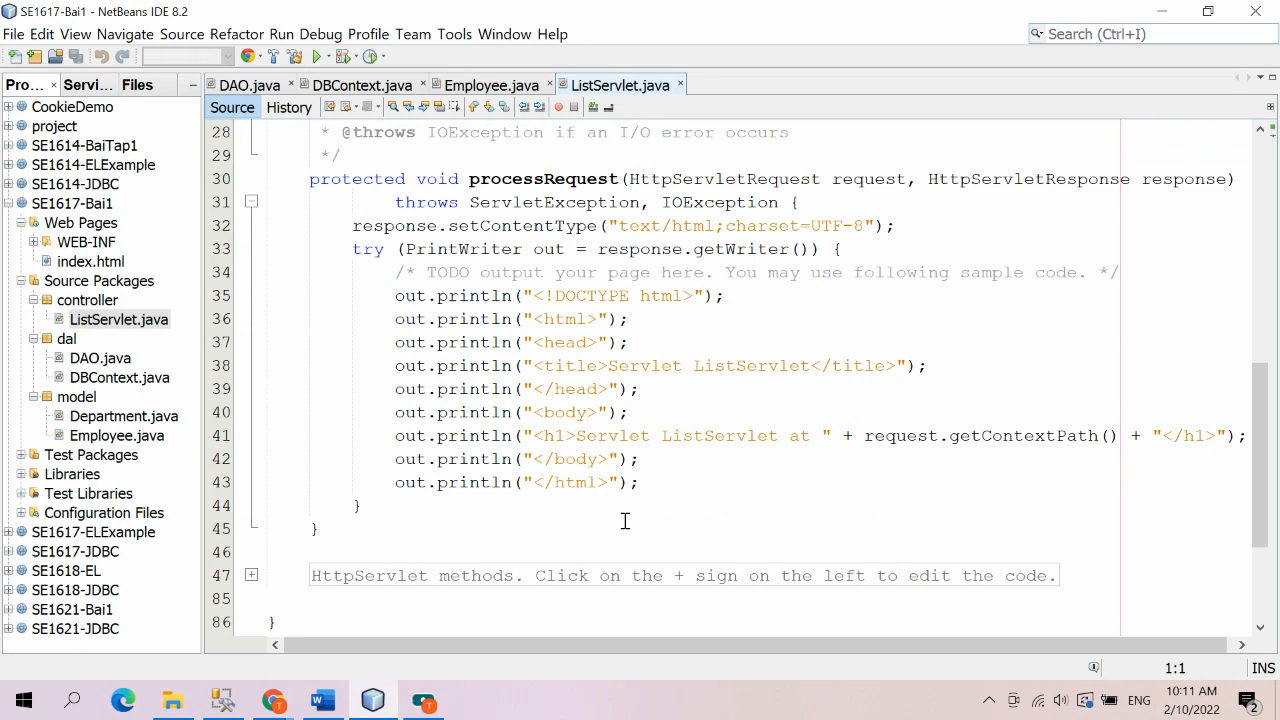 SE1617-Bai1 - NetBeans IDE 8.2
File Edit View Navigate Source Refactor Run Debug Profile Team Tools Window Help
Search (Ctrl+I)
Pro... Servi... Files
DAO.java DBContext.java Employee.java ListServlet.java
Source History
CookieDemo
project
SE1614-BaiTap1
SE1614-ELExample
SE1614-JDBC
SE1617-Bai1
Web Pages
WEB-INF
index.html
Source Packages
controller
ListServlet.java
dal
DAO.java
DBContext.java
model
Department.java
Employee.java
Test Packages
Libraries
Test Libraries
Configuration Files
SE1617-ELExample
SE1617-JDBC
SE1618-EL
SE1618-JDBC
SE1621-Bai1
SE1621-JDBC
28 * @throws IOException if an I/O error occurs
29 */
30 protected void processRequest(HttpServletRequest request, HttpServletResponse response)
31 throws ServletException, IOException {
32 response.setContentType("text/html;charset=UTF-8");
33 try (PrintWriter out = response.getWriter()) {
34 /* TODO output your page here. You may use following sample code. */
35 out.println("<!DOCTYPE html>");
36 out.println("<html>");
37 out.println("<head>");
38 out.println("<title>Servlet ListServlet</title>");
39 out.println("</head>");
40 out.println("<body>");
41 out.println("<h1>Servlet ListServlet at " + request.getContextPath() + "</h1>");
42 out.println("</body>");
43 out.println("</html>");
44 }
45 }
46
47 HttpServlet methods. Click on the + sign on the left to edit the code.
85
86 }
1:1 INS
ENG
10:11 AM
2/10/2022
2